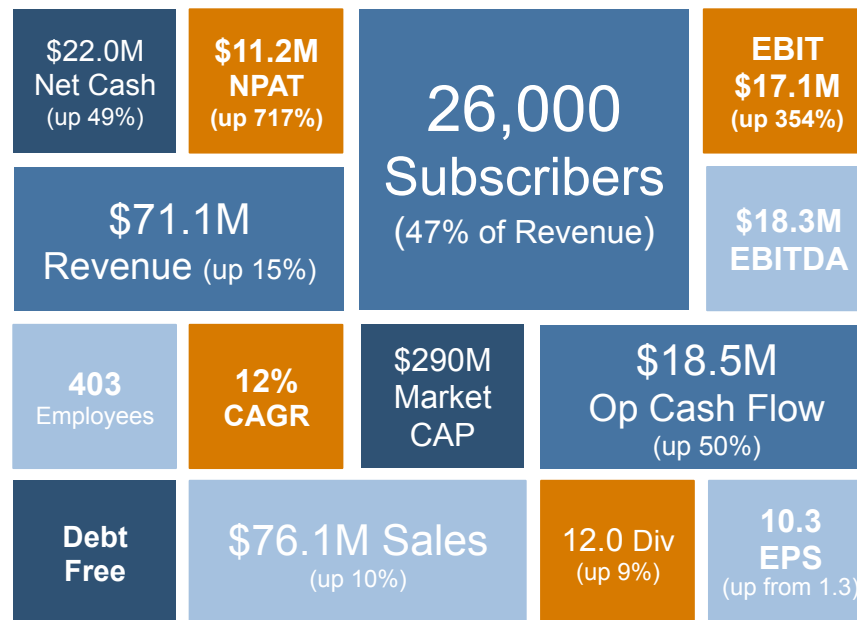 $22.0M
Net Cash
(up 49%)
$11.2M
NPAT
(up 717%)
26,000
Subscribers
(47% of Revenue)
EBIT
$17.1M
(up 354%)
$71.1M
Revenue (up 15%)
$18.3M
EBITDA
403
Employees
12%
CAGR
$290M
Market
CAP
$18.5M
Op Cash Flow
(up 50%)
Debt
Free
$76.1M Sales
(up 10%)
12.0 Div
(up 9%)
10.3
EPS
(up from 1.3)